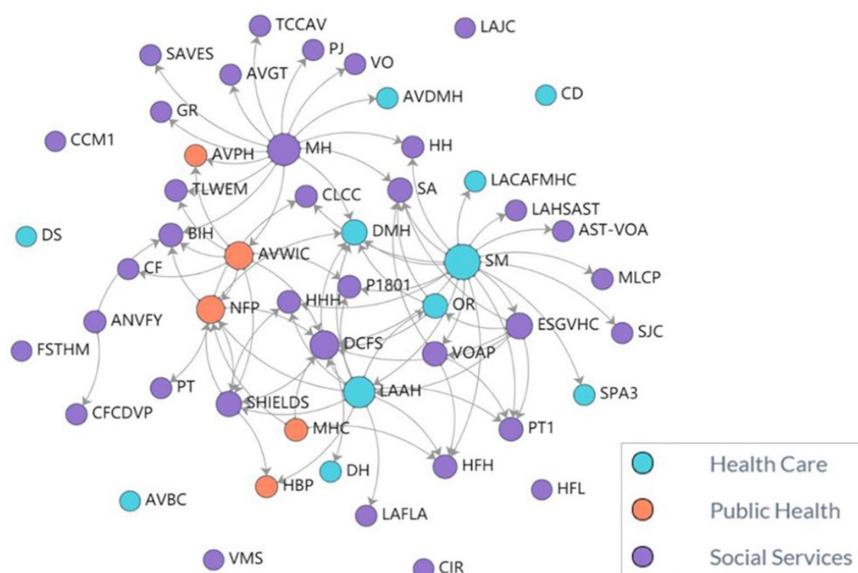 TCCAV
LAJC
PJ
SAVES
VO
AVGT
AVDMH
CD
GR
CCM1
MH
HH
AVPH
LACAFMHC
TLWEM
CLCC
SA
LAHSAST
BIH
DMH
AST-VOA
DS
AVWIC
SM
CF
MLCP
P1801
HHH
OR
NFP
ANVFY
ESGVHC
SJC
DCFS
FSTHM
VOAP
PT
LAAH
SPA3
SHIELDS
CFCDVP
MHC
PT1
HFH
DH
HBP
HFL
AVBC
LAFLA
VMS
CIR
Health Care
Public Health
Social Services